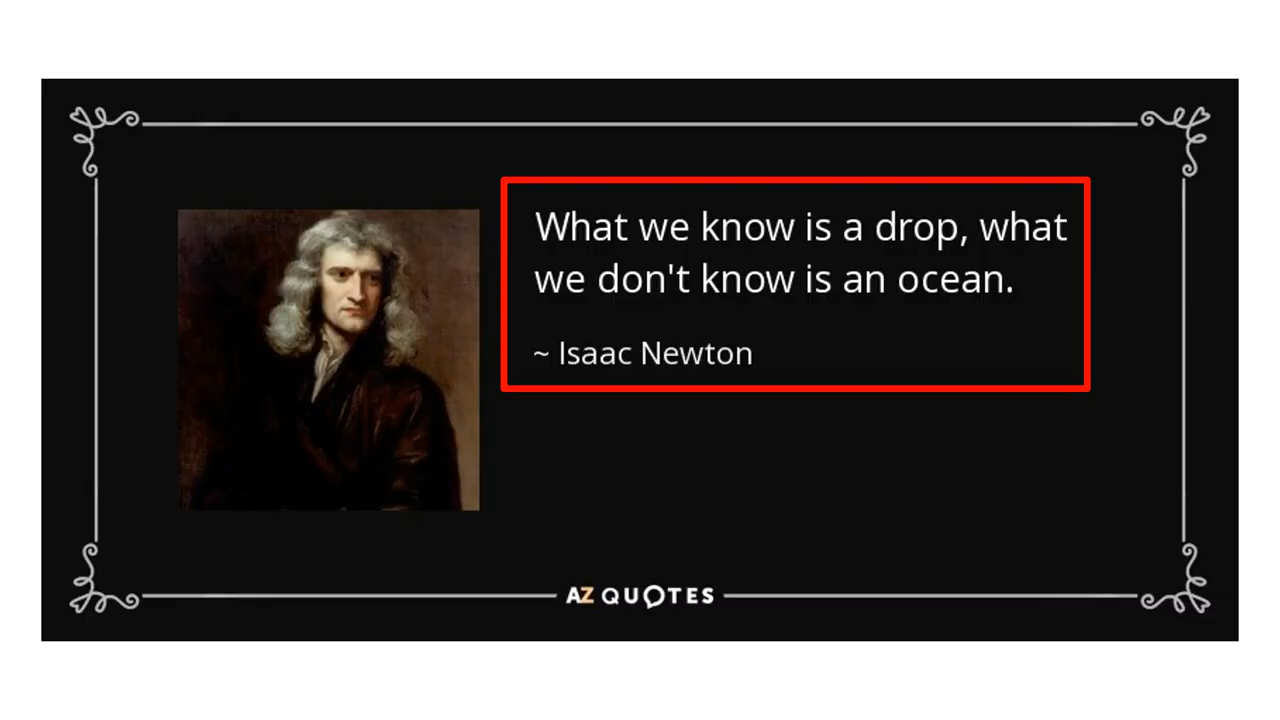 What we know is a drop, what
we don't know is an ocean.
~ Isaac Newton
AZ QUOTES